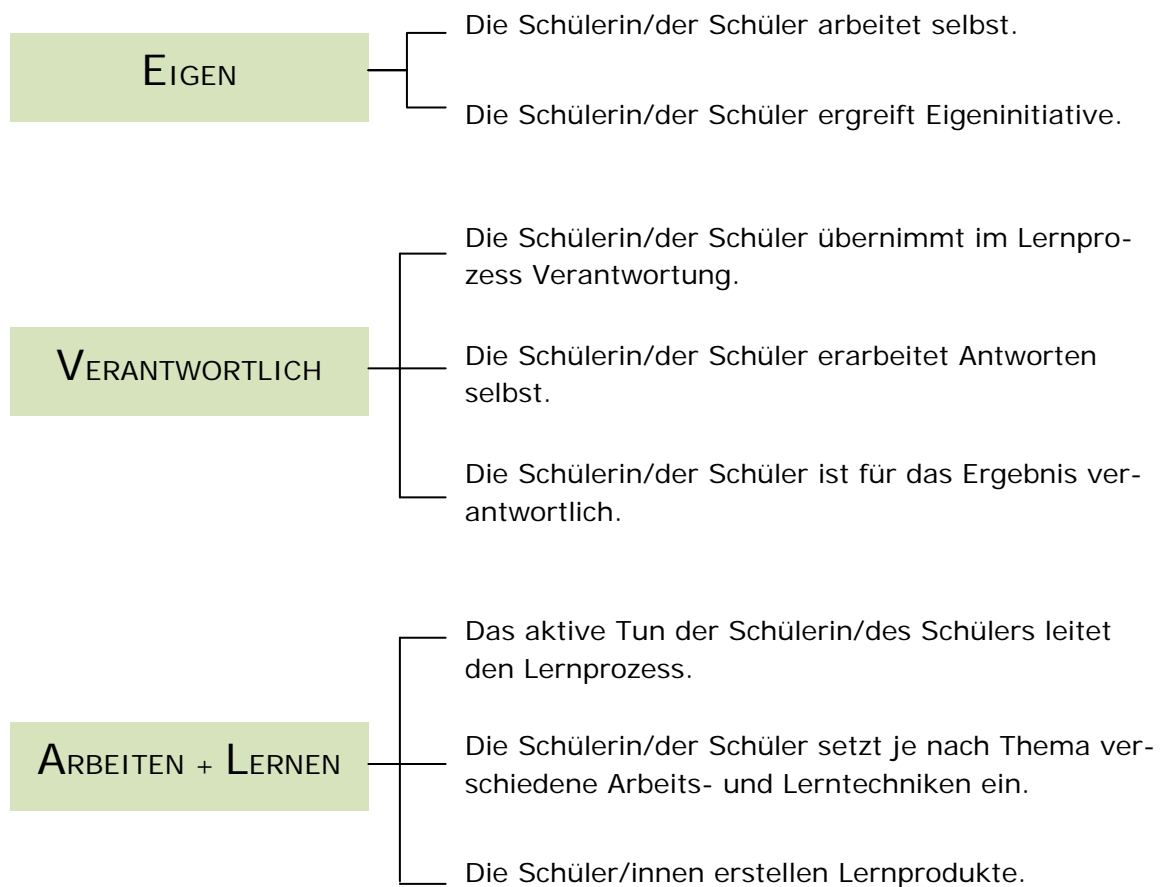 EIGEN
Die Schülerin/der Schüler arbeitet selbst.
Die Schülerin/der Schüler ergreift Eigeninitiative.
VERANTWORTLICH
Die Schülerin/der Schüler übernimmt im Lernpro-
zess Verantwortung.
Die Schülerin/der Schüler erarbeitet Antworten
selbst.
Die Schülerin/der Schüler ist für das Ergebnis ver-
antwortlich.
ARBEITEN + LERNEN
Das aktive Tun der Schülerin/des Schülers leitet
den Lernprozess.
Die Schülerin/der Schüler setzt je nach Thema ver-
schiedene Arbeits- und Lerntechniken ein.
Die Schüler/innen erstellen Lernprodukte.